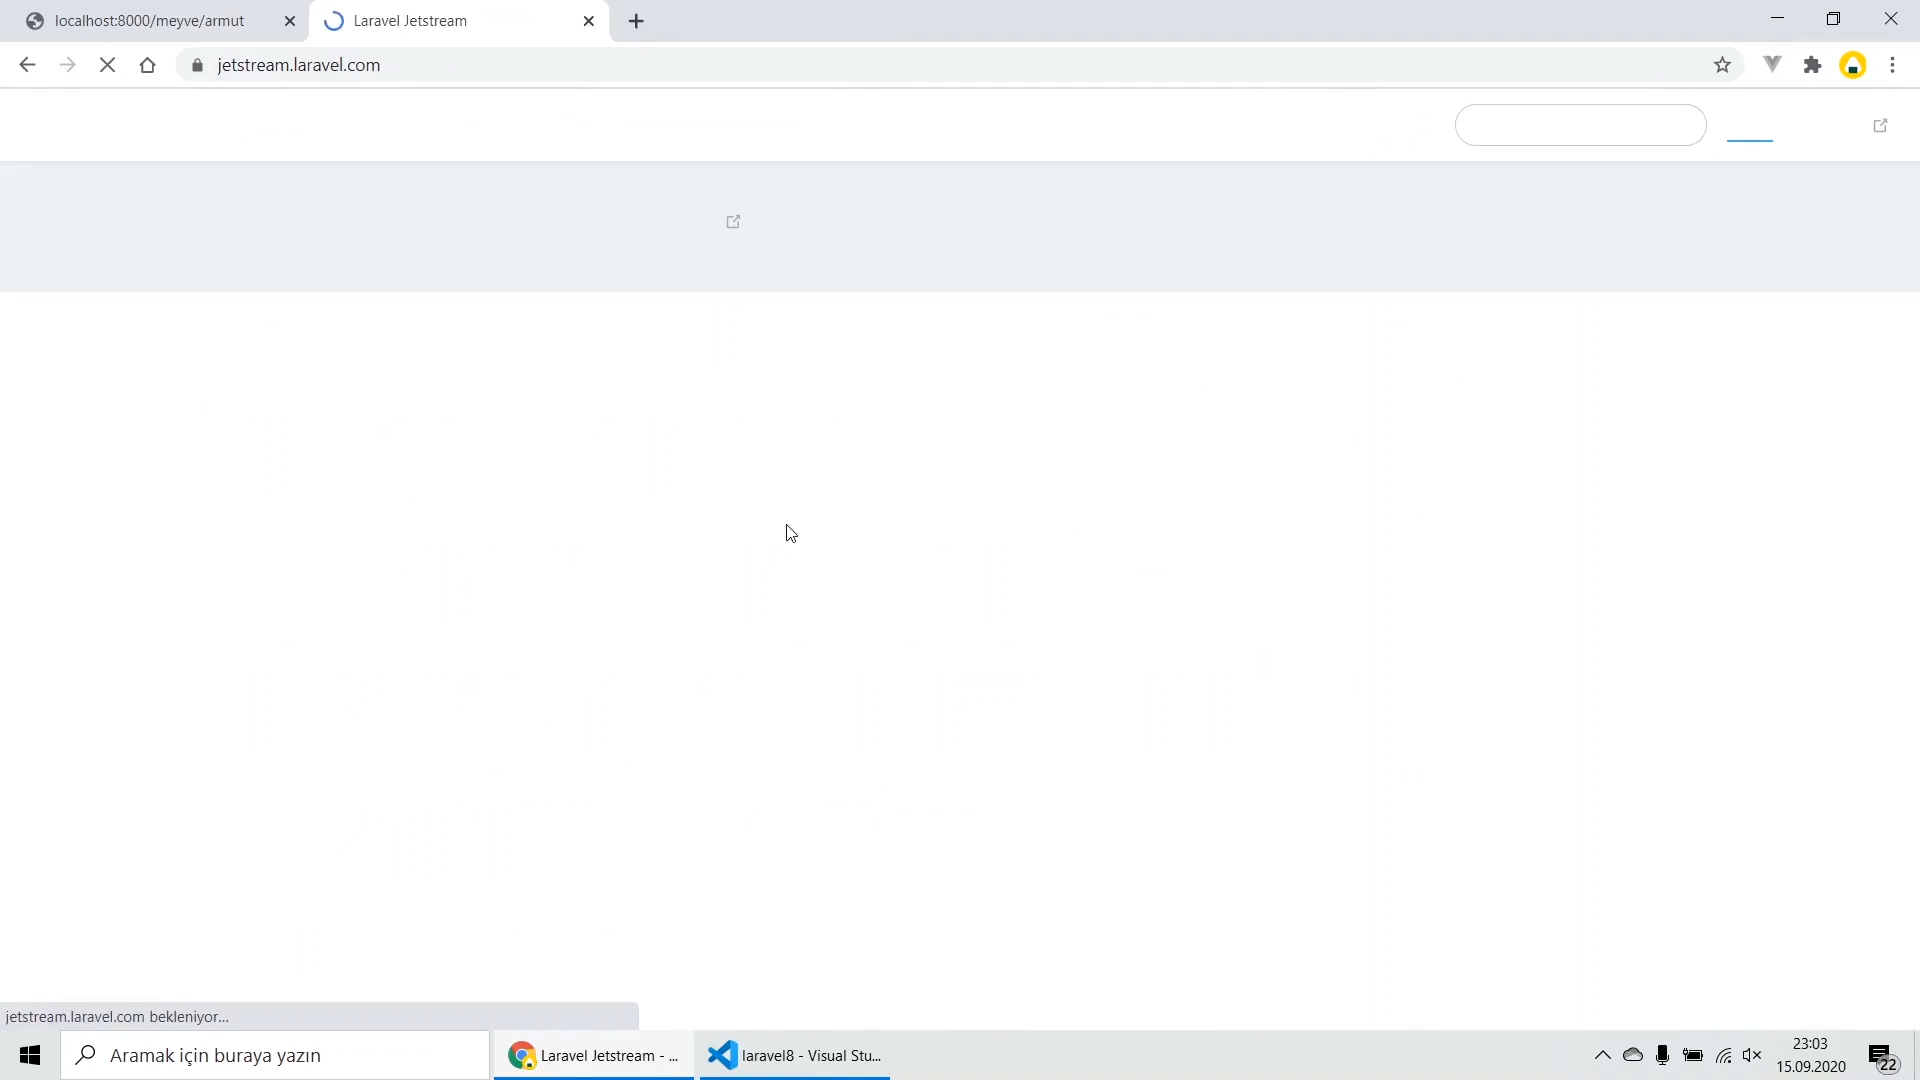 localhost:8000/meyve/armut
Laravel Jetstream
jetstream.laravel.com
jetstream.laravel.com bekleniyor...
Aramak için buraya yazın
Laravel Jetstream - ...
laravel8 - Visual Stu...
23:03
15.09.2020
22